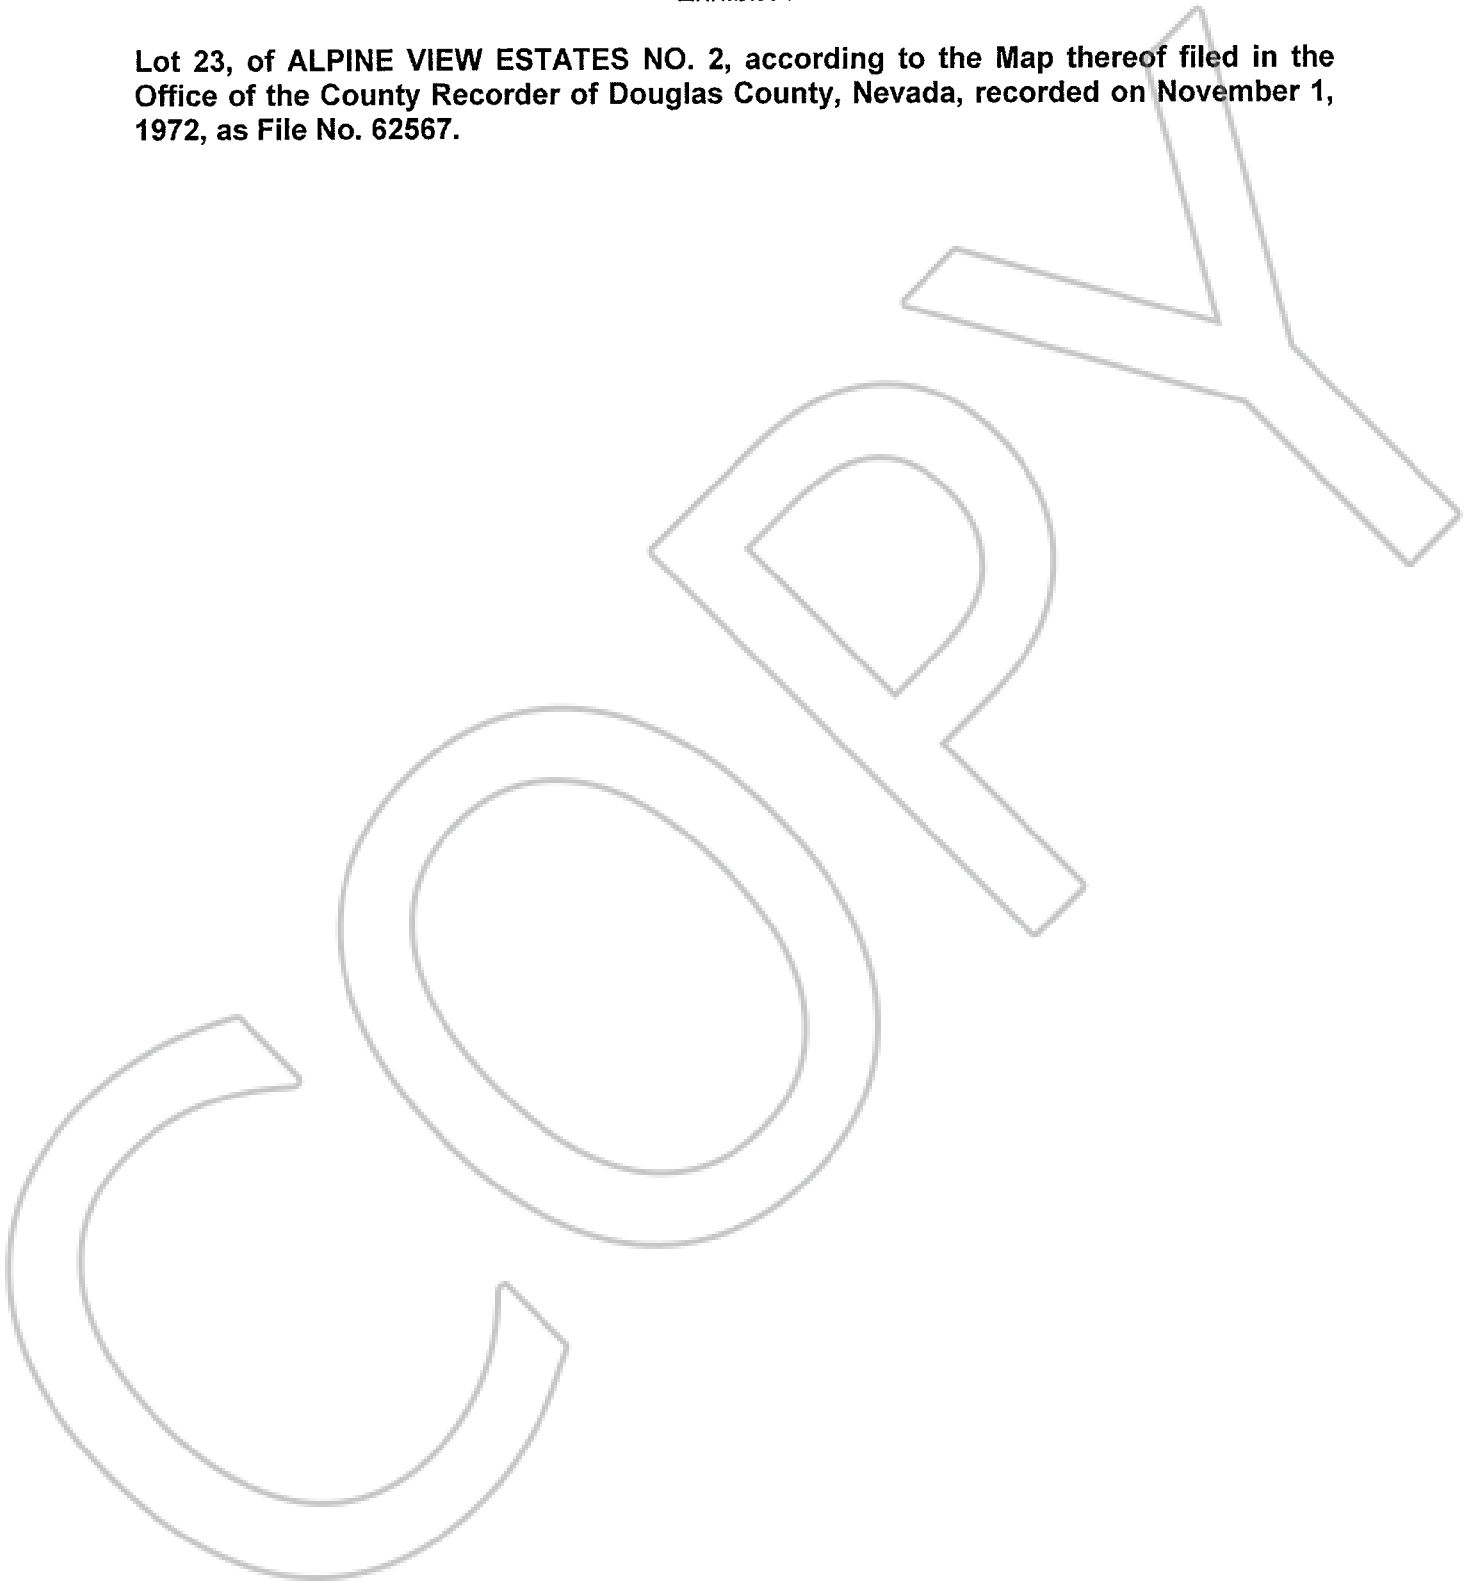 Lot 23, of ALPINE VIEW ESTATES NO. 2, according to the Map thereof filed in the
Office of the County Recorder of Douglas County, Nevada, recorded on November 1,
1972, as File No. 62567.
COPY